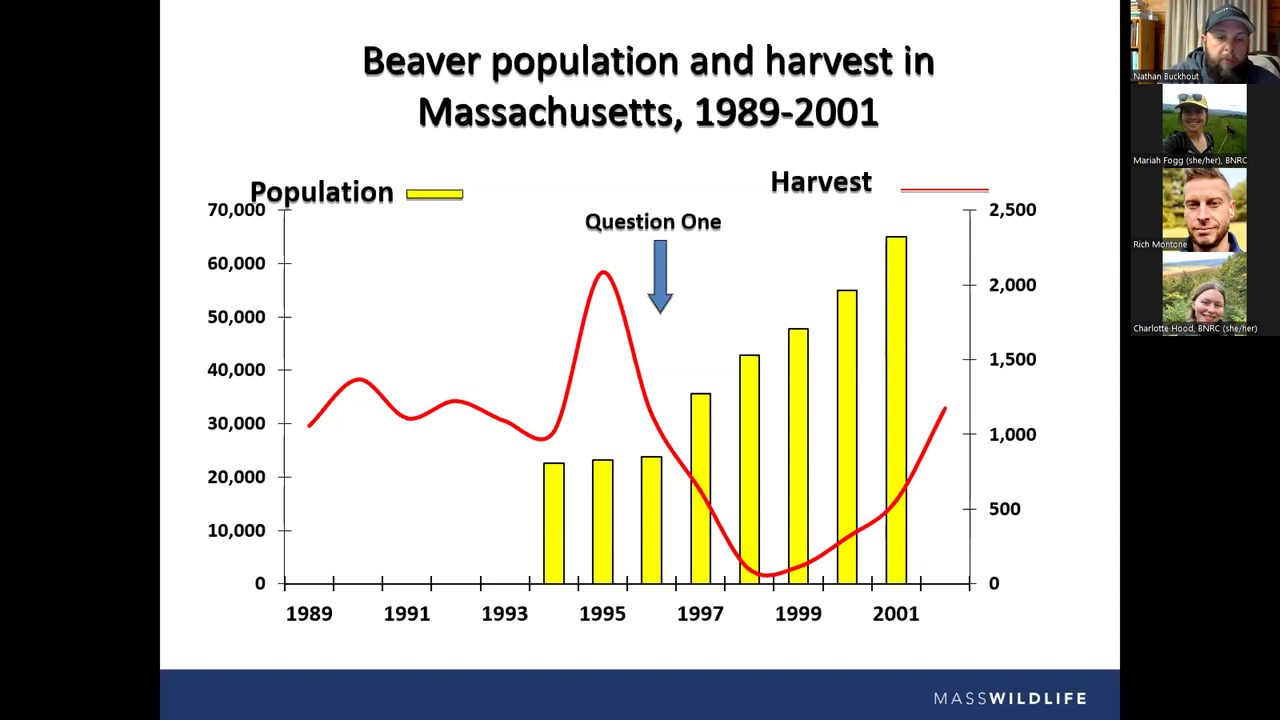 Beaver population and harvest in
Massachusetts, 1989-2001
Population
Harvest
Question One
70,000
60,000
50,000
40,000
30,000
20,000
10,000
0
2,500
2,000
1,500
1,000
500
0
1989 1991 1993 1995 1997 1999 2001
MASSWILDLIFE
Nathan Buckhout
Mariah Fogg (she/her), BNRC
Rich Montone
Charlotte Hood, BNRC (she/her)